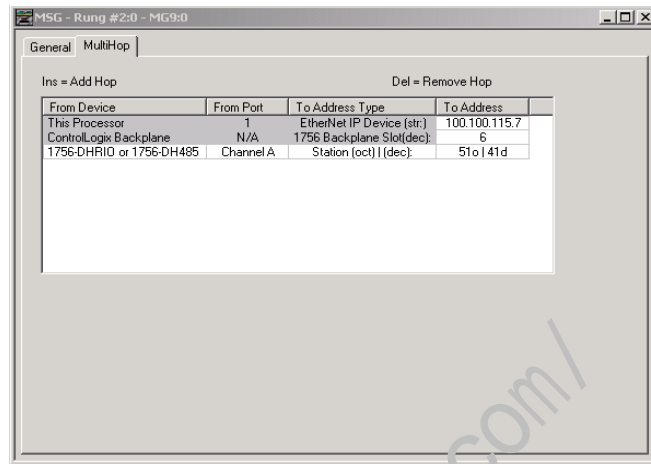 MSG - Rung #2:0 - MG9:0
General MultiHop
Ins = Add Hop Del = Remove Hop
From Device From Port To Address Type To Address
This Processor 1 EtherNet IP Device (str:) 100.100.115.7
ControlLogix Backplane N/A 1756 Backplane Slot(dec): 6
1756-DHRIO or 1756-DH485 Channel A Station (oct) | (dec): 51o | 41d
.com/